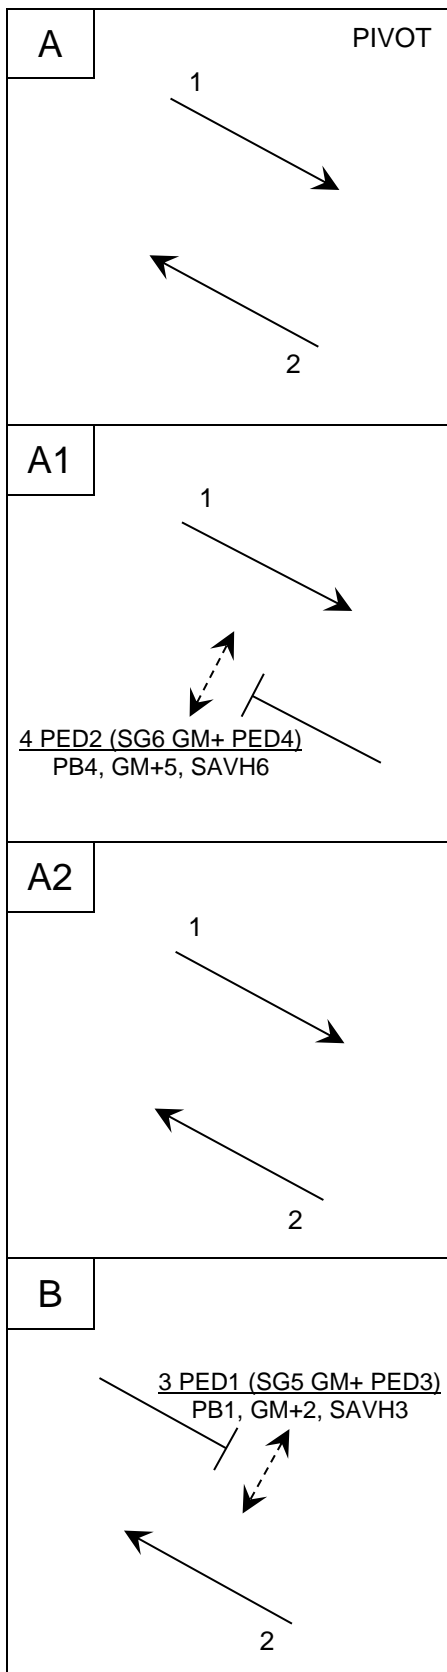 A
PIVOT
1
2
A1
1
4 PED2 (SG6 GM+ PED4)
PB4, GM+5, SAVH6
A2
1
2
B
3 PED1 (SG5 GM+ PED3)
PB1, GM+2, SAVH3
2